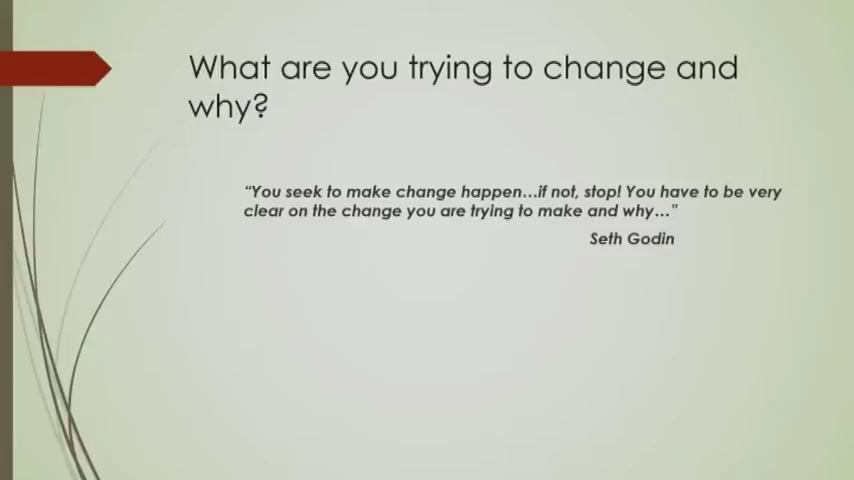 What are you trying to change and
why?
“You seek to make change happen…if not, stop! You have to be very
clear on the change you are trying to make and why…”
Seth Godin